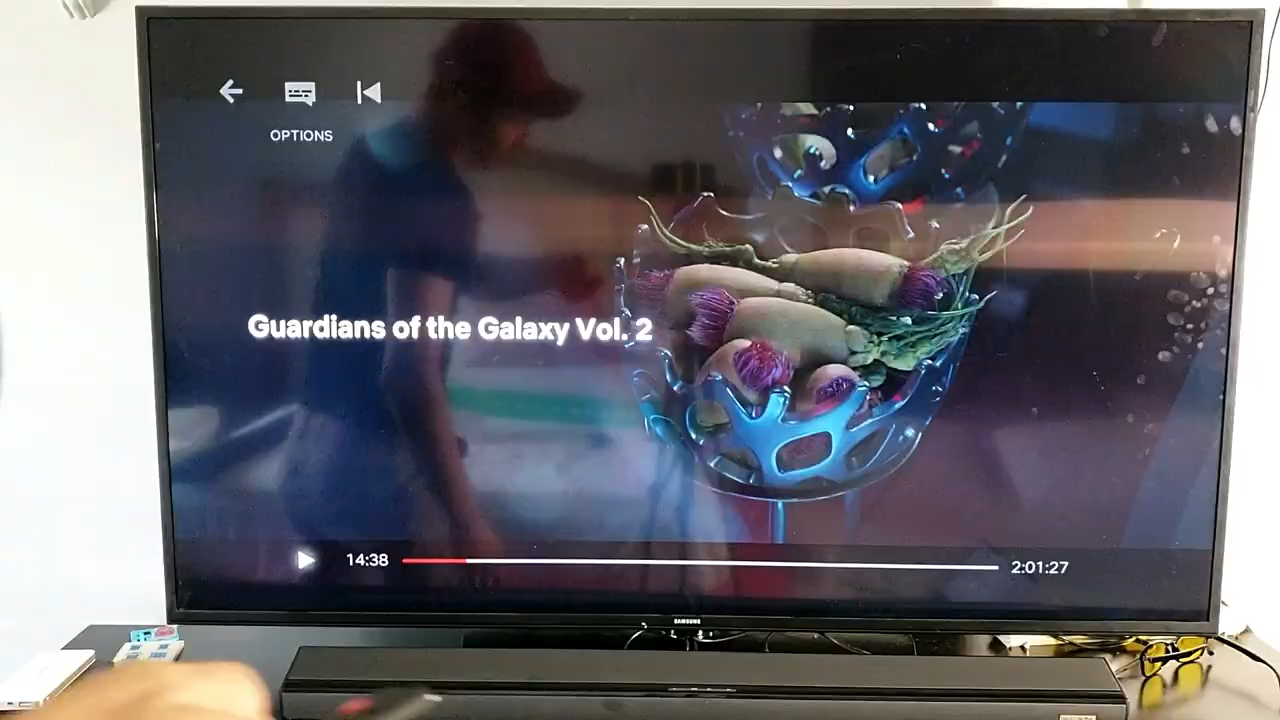 OPTIONS
Guardians of the Galaxy Vol. 2
14:38
2:01:27
SAMSUNG